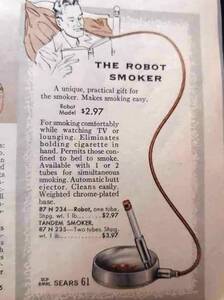 THE ROBOT
SMOKER
A unique, practical gift for
the smoker. Makes smoking easy.
Robot
Model $2.97
For smoking comfortably
while watching TV or
lounging. Eliminates
holding cigarette in
hand. Permits those con-
fined to bed to smoke.
Available with 1 or 2
tubes for simultaneous
smoking. Automatic butt
ejector. Cleans easily.
Weighted chrome-plated
base.
87 N 234—Robot, one tube.
Shpg. wt. 1 lb......$2.97
TANDEM SMOKER.
87 N 235—Two tubes. Shpg.
wt. 1 lb..........$3.97
SEARS 61